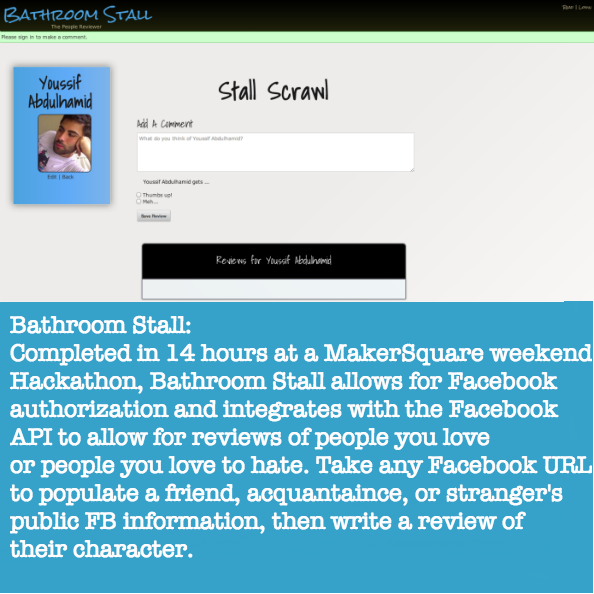 BATHROOM STALL
The People Reviewer
Please sign in to make a comment.
Youssif
Abdulhamid
Edit | Back
Stall Scrawl
Add A Comment
What do you think of Youssif Abdulhamid?
Youssif Abdulhamid gets ...
Thumbs up!
Meh...
Save Review
Reviews for Youssif Abdulhamid
Bathroom Stall:
Completed in 14 hours at a MakerSquare weekend
Hackathon, Bathroom Stall allows for Facebook
authorization and integrates with the Facebook
API to allow for reviews of people you love
or people you love to hate. Take any Facebook URL
to populate a friend, acquantaince, or stranger's
public FB information, then write a review of
their character.